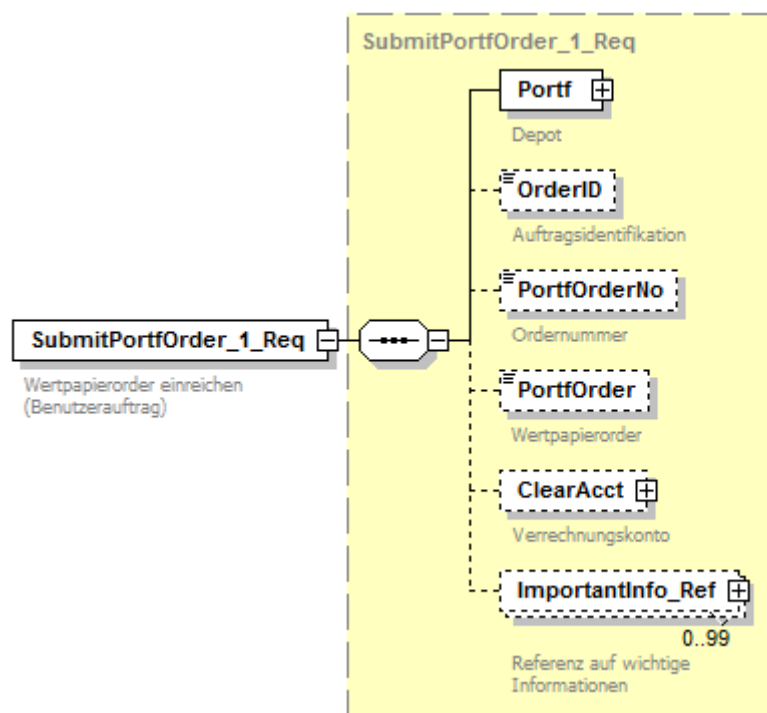 SubmitPortfOrder_1_Req
Portf
Depot
OrderID
Auftragsidentifikation
PortfOrderNo
Ordernummer
SubmitPortfOrder_1_Req
Wertpapierorder einreichen
(Benutzerauftrag)
PortfOrder
Wertpapierorder
ClearAcct
Verrechnungskonto
ImportantInfo_Ref
0..99
Referenz auf wichtige
Informationen